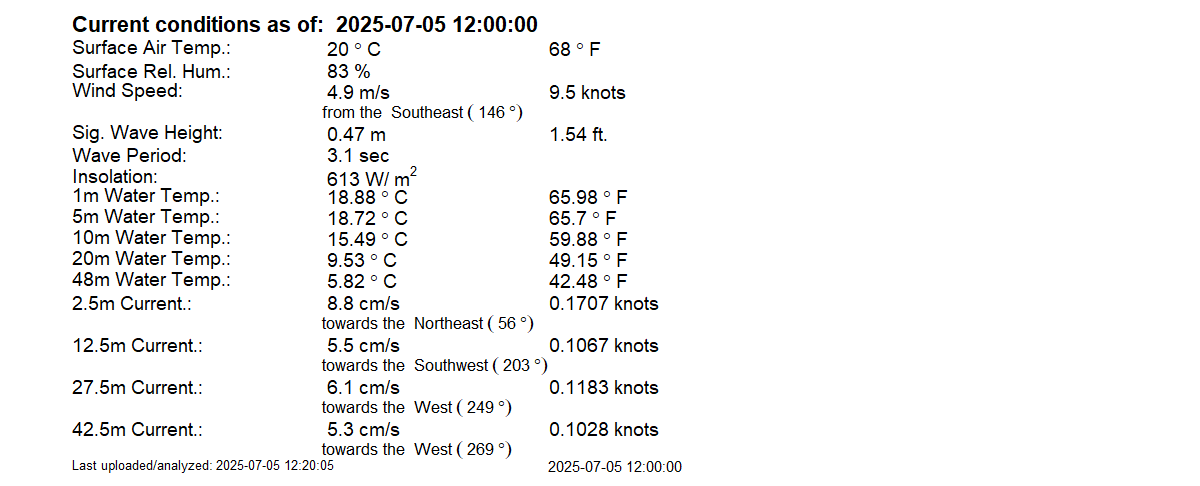 Current conditions as of: 2025-07-05 12:00:00
Surface Air Temp.: 20 ° C 68 ° F
Surface Rel. Hum.: 83 %
Wind Speed: 4.9 m/s 9.5 knots
from the Southeast ( 146 °)
Sig. Wave Height: 0.47 m 1.54 ft.
Wave Period: 3.1 sec
Insolation: 613 W/ m²
1m Water Temp.: 18.88 ° C 65.98 ° F
5m Water Temp.: 18.72 ° C 65.7 ° F
10m Water Temp.: 15.49 ° C 59.88 ° F
20m Water Temp.: 9.53 ° C 49.15 ° F
48m Water Temp.: 5.82 ° C 42.48 ° F
2.5m Current.: 8.8 cm/s 0.1707 knots
towards the Northeast ( 56 °)
12.5m Current.: 5.5 cm/s 0.1067 knots
towards the Southwest ( 203 °)
27.5m Current.: 6.1 cm/s 0.1183 knots
towards the West ( 249 °)
42.5m Current.: 5.3 cm/s 0.1028 knots
towards the West ( 269 °)
Last uploaded/analyzed: 2025-07-05 12:20:05 2025-07-05 12:00:00